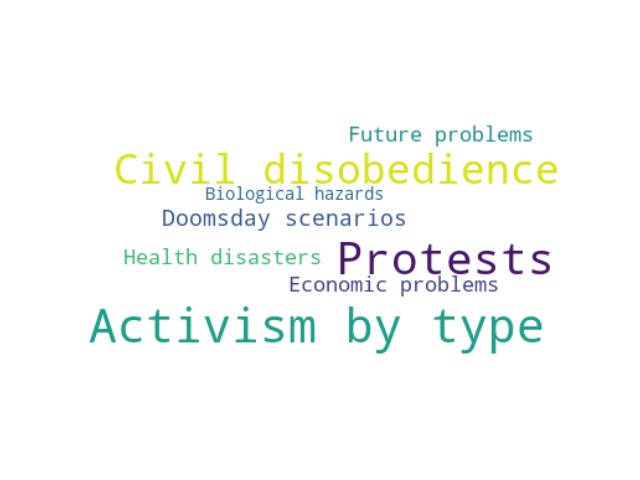 Future problems
Civil disobedience
Biological hazards
Doomsday scenarios
Health disasters
Protests
Economic problems
Activism by type